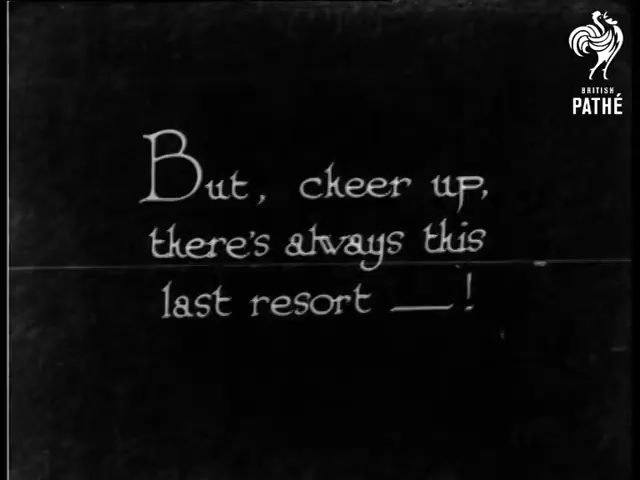 BRITISH
PATHÉ
But, cheer up,
there's always this
last resort —!